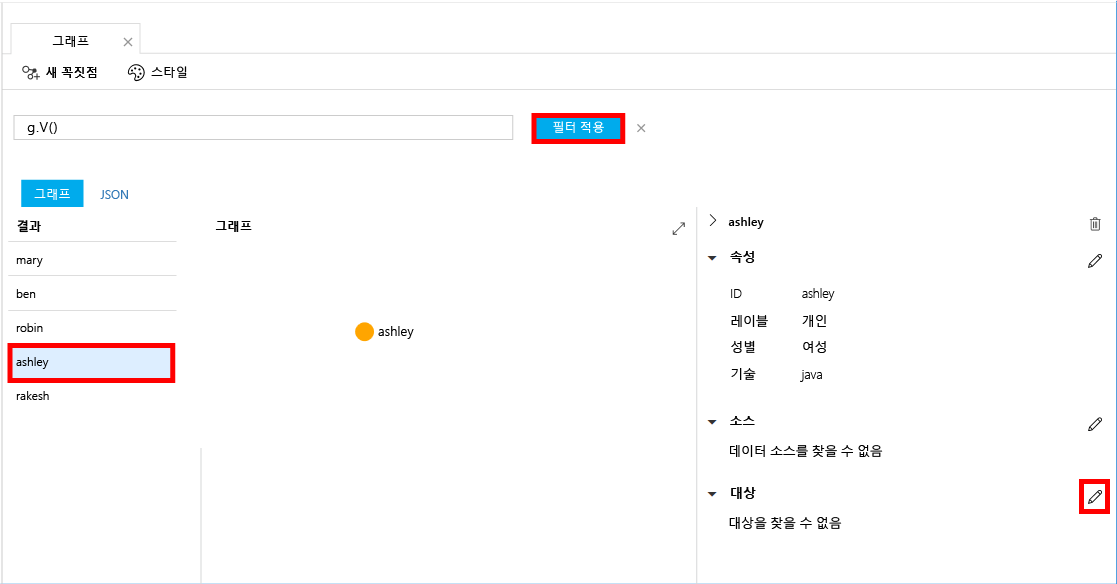 그래프
새 꼭짓점 스타일
g.V()
필터 적용
그래프 JSON
결과
mary
ben
robin
ashley
rakesh
그래프
ashley
ashley
속성
ID ashley
레이블 개인
성별 여성
기술 java
소스
데이터 소스를 찾을 수 없음
대상
대상을 찾을 수 없음